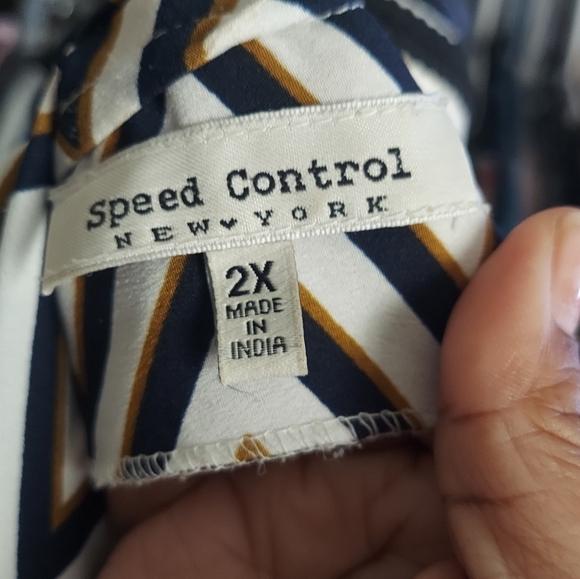 Speed Control
NEW♥YORK
2X
MADE
IN
INDIA